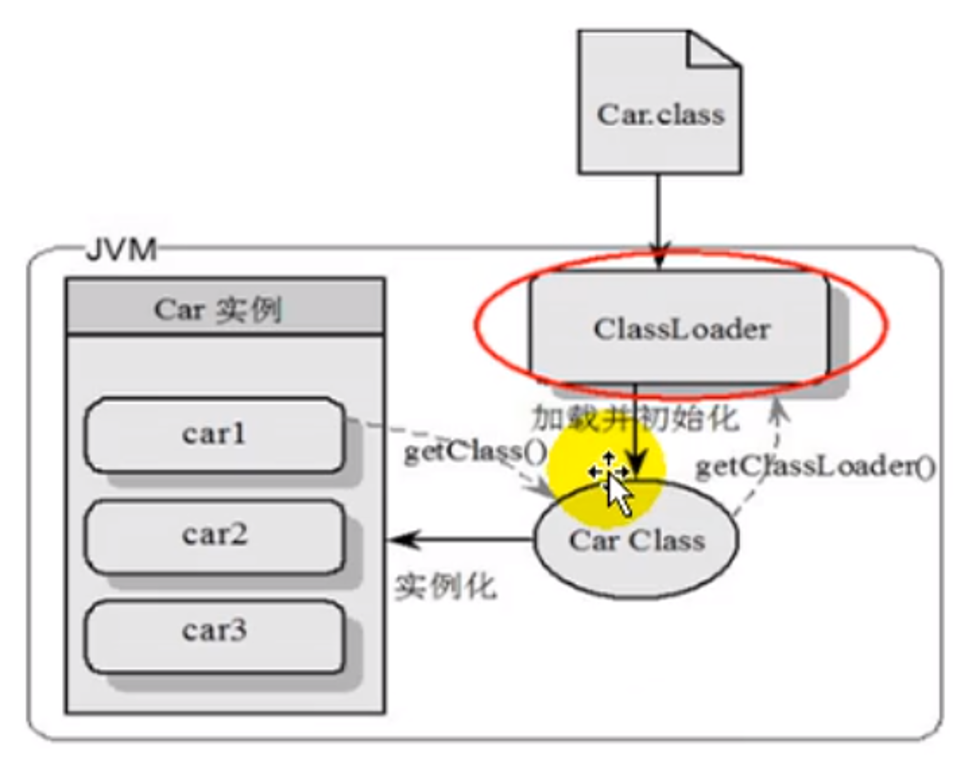 Car.class
JVM
Car 实例
ClassLoader
car1
加载并初始化
getClass()
getClassLoader()
car2
Car Class
实例化
car3